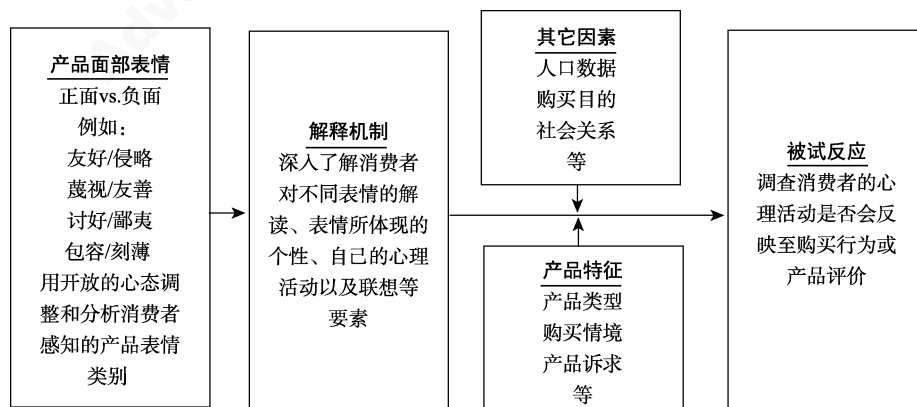 产品面部表情
正面vs.负面
例如：
友好/侵略
蔑视/友善
讨好/鄙夷
包容/刻薄
用开放的心态调
整和分析消费者
感知的产品表情
类别
解释机制
深入了解消费者
对不同表情的解
读、表情所体现的
个性、自己的心理
活动以及联想等
要素
其它因素
人口数据
购买目的
社会关系
等
产品特征
产品类型
购买情境
产品诉求
等
被试反应
调查消费者的心
理活动是否会反
映至购买行为或
产品评价